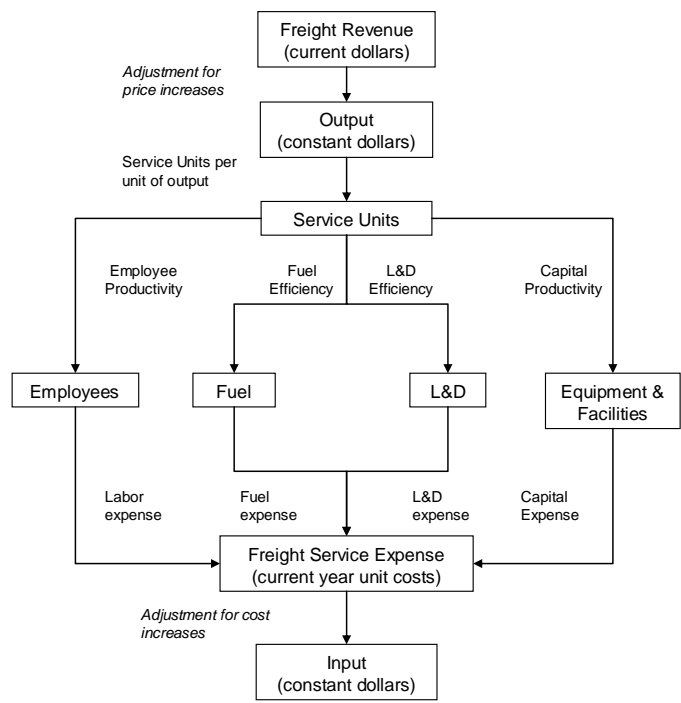 Freight Revenue
(current dollars)
Adjustment for
price increases
Output
(constant dollars)
Service Units per
unit of output
Service Units
Employee
Productivity
Fuel
Efficiency
L&D
Efficiency
Capital
Productivity
Employees
Fuel
L&D
Equipment &
Facilities
Labor
expense
Fuel
expense
L&D
expense
Capital
Expense
Freight Service Expense
(current year unit costs)
Adjustment for cost
increases
Input
(constant dollars)